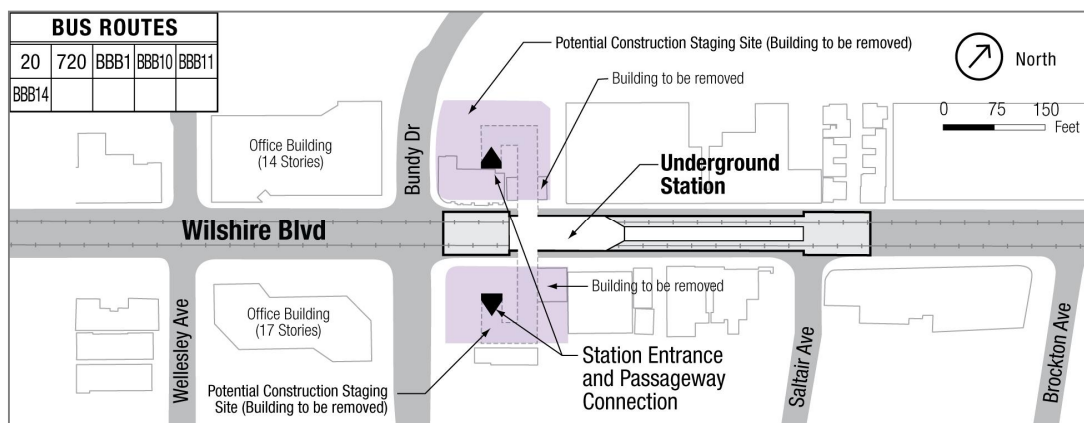 BUS ROUTES
20 720 BBB1 BBB10 BBB11
BBB14
Potential Construction Staging Site (Building to be removed)
Building to be removed
North
0 75 150
Feet
Office Building
(14 Stories)
Bundy Dr
Underground
Station
Wilshire Blvd
Building to be removed
Office Building
(17 Stories)
Wellesley Ave
Potential Construction Staging
Site (Building to be removed)
Station Entrance
and Passageway
Connection
Saltair Ave
Brockton Ave